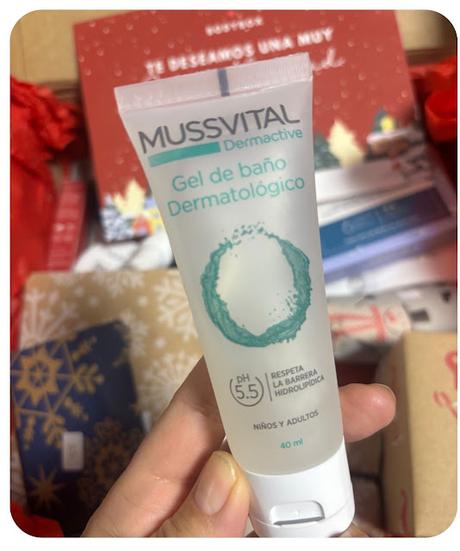 TE DESEAMOS UNA MUY
MUSSVITAL
Dermactive
Gel de baño
Dermatológico
pH
5.5
RESPETA
LA BARRERA
HIDROLIPÍDICA
NIÑOS Y ADULTOS
40 ml